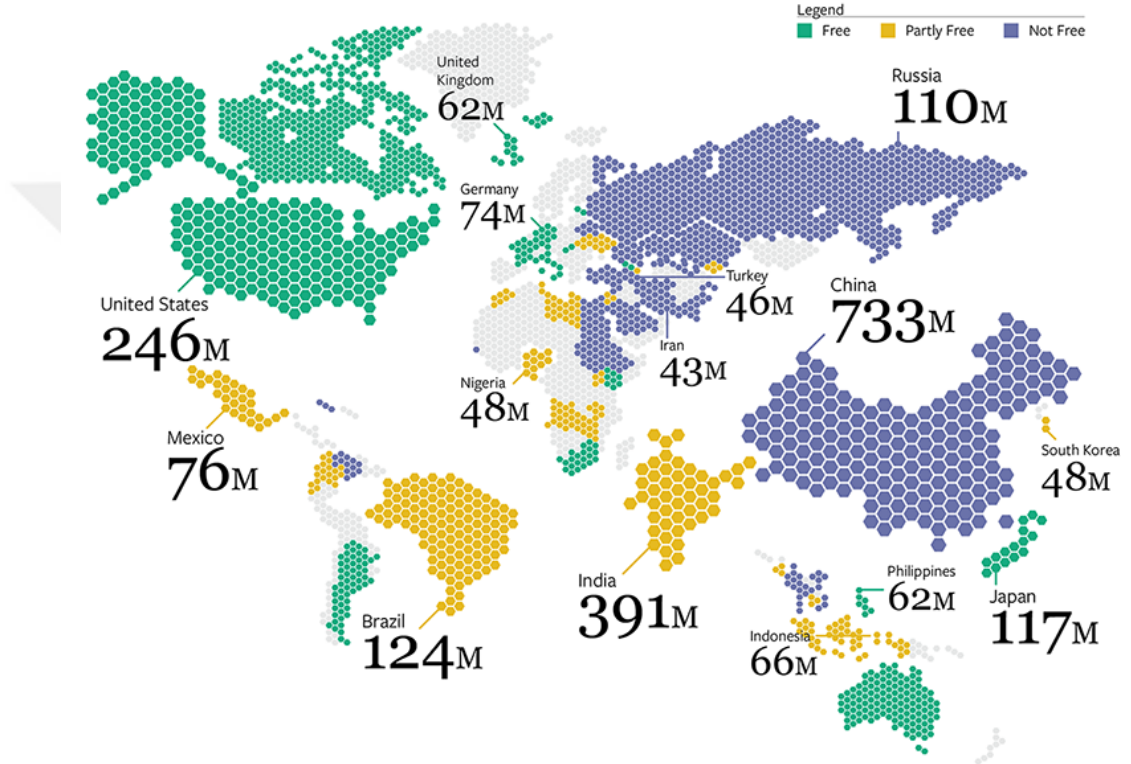 Legend
Free
Partly Free
Not Free
United
Kingdom
62M
Russia
110M
Germany
74M
United States
246M
Turkey
46M
China
733M
Iran
43M
Nigeria
48M
Mexico
76M
South Korea
48M
India
391M
Philippines
62M
Japan
117M
Brazil
124M
Indonesia
66M